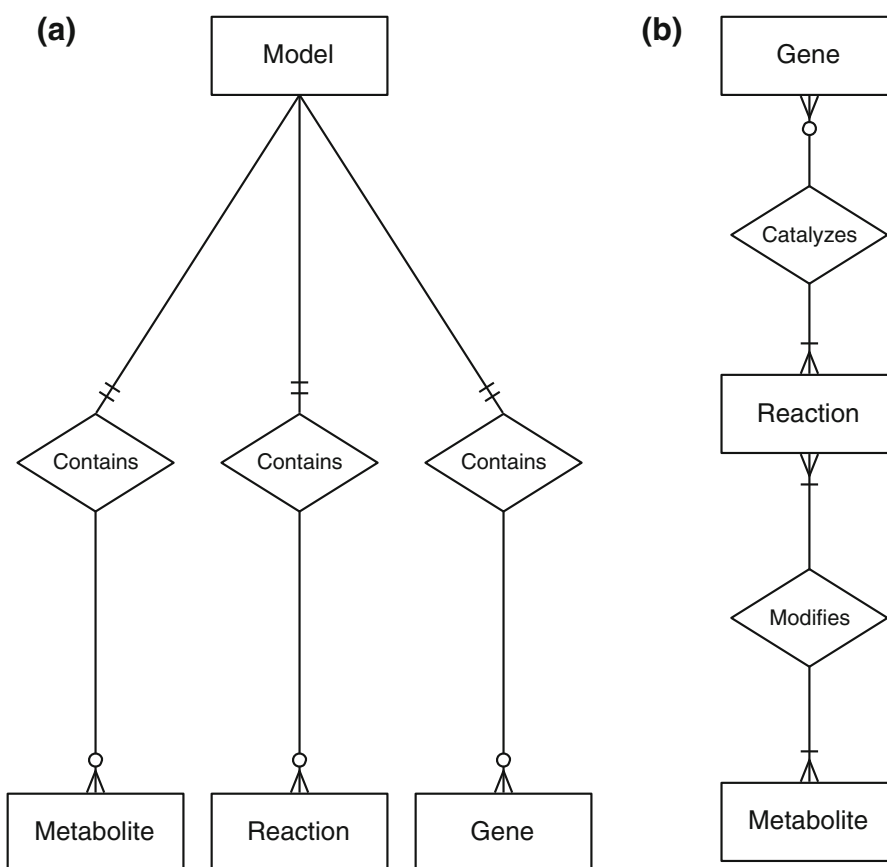 (a)
Model
Contains
Contains
Contains
Metabolite
Reaction
Gene
(b)
Gene
Catalyzes
Reaction
Modifies
Metabolite